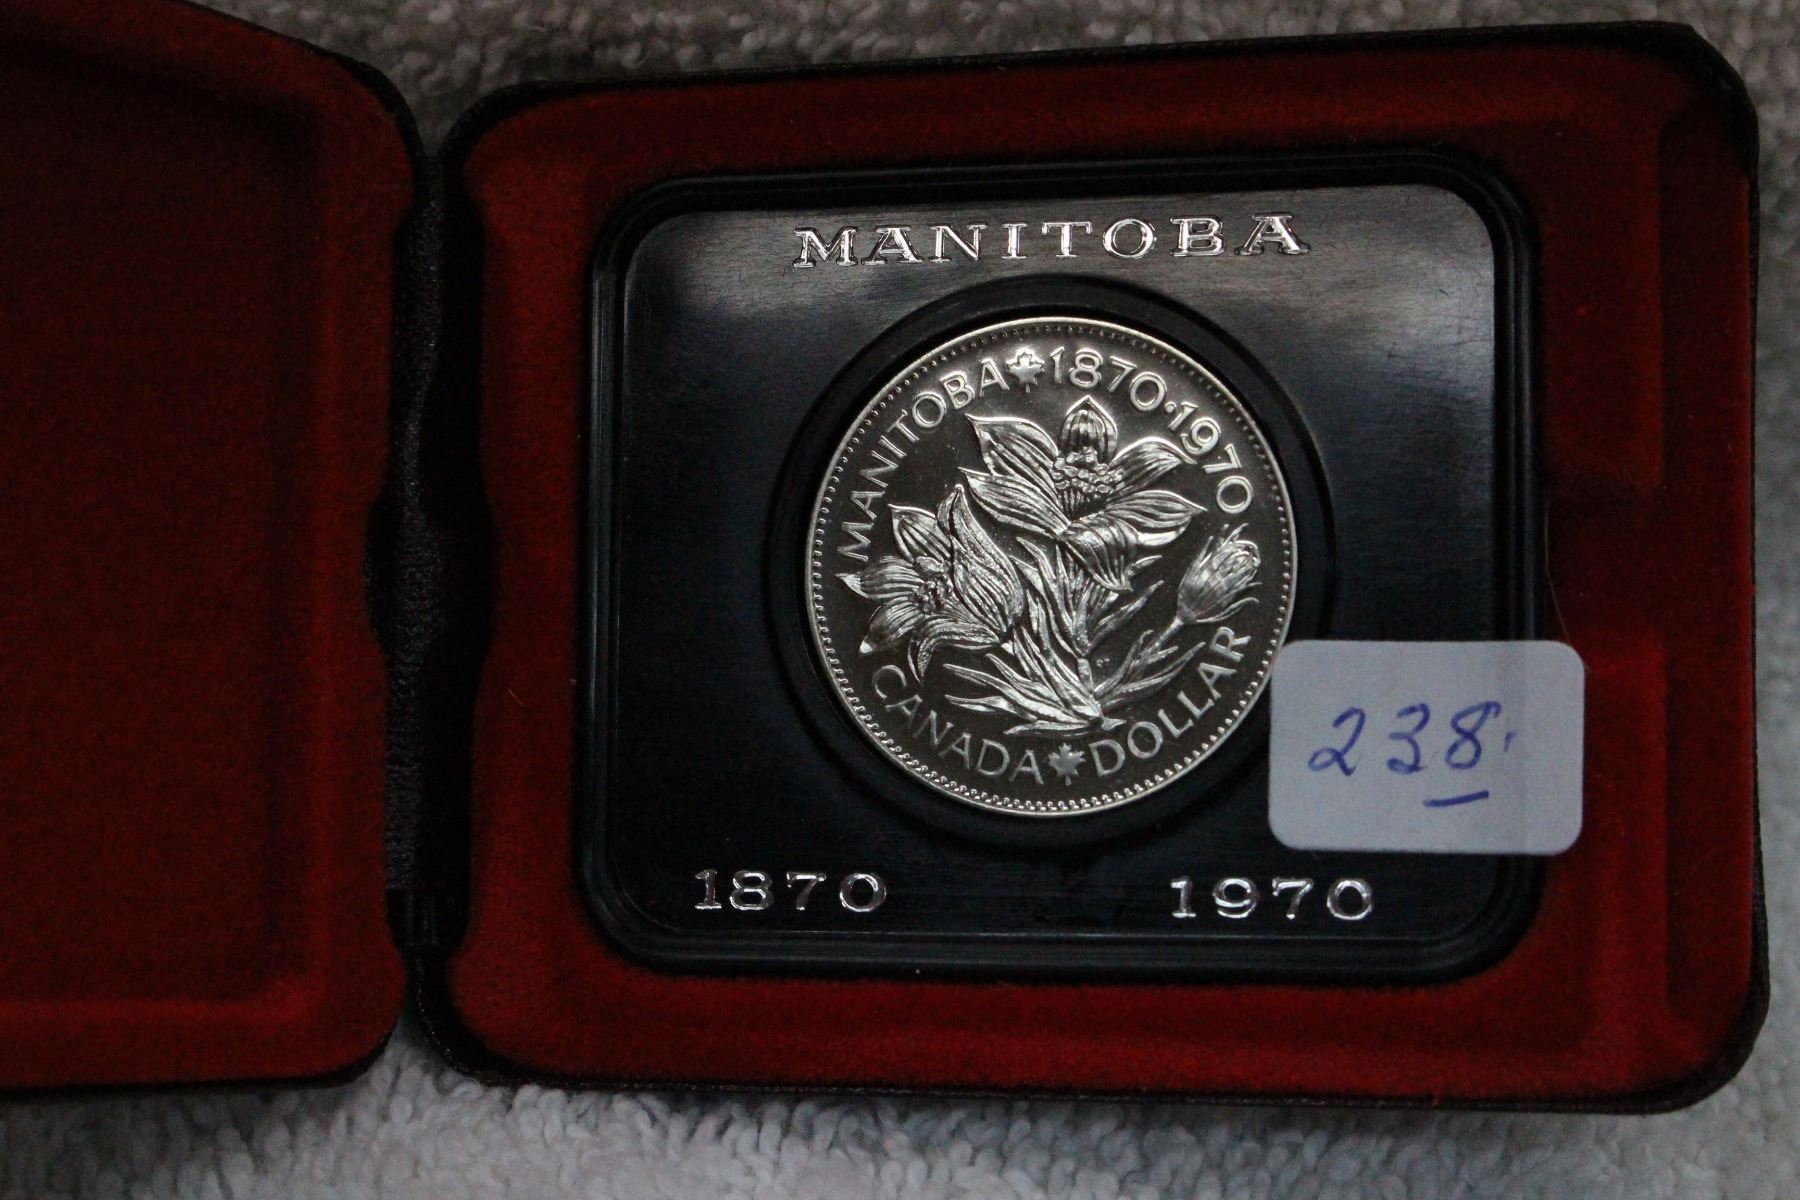 MANITOBA
MANITOBA 1870·1970
CANADA DOLLAR
238.
1870 1970